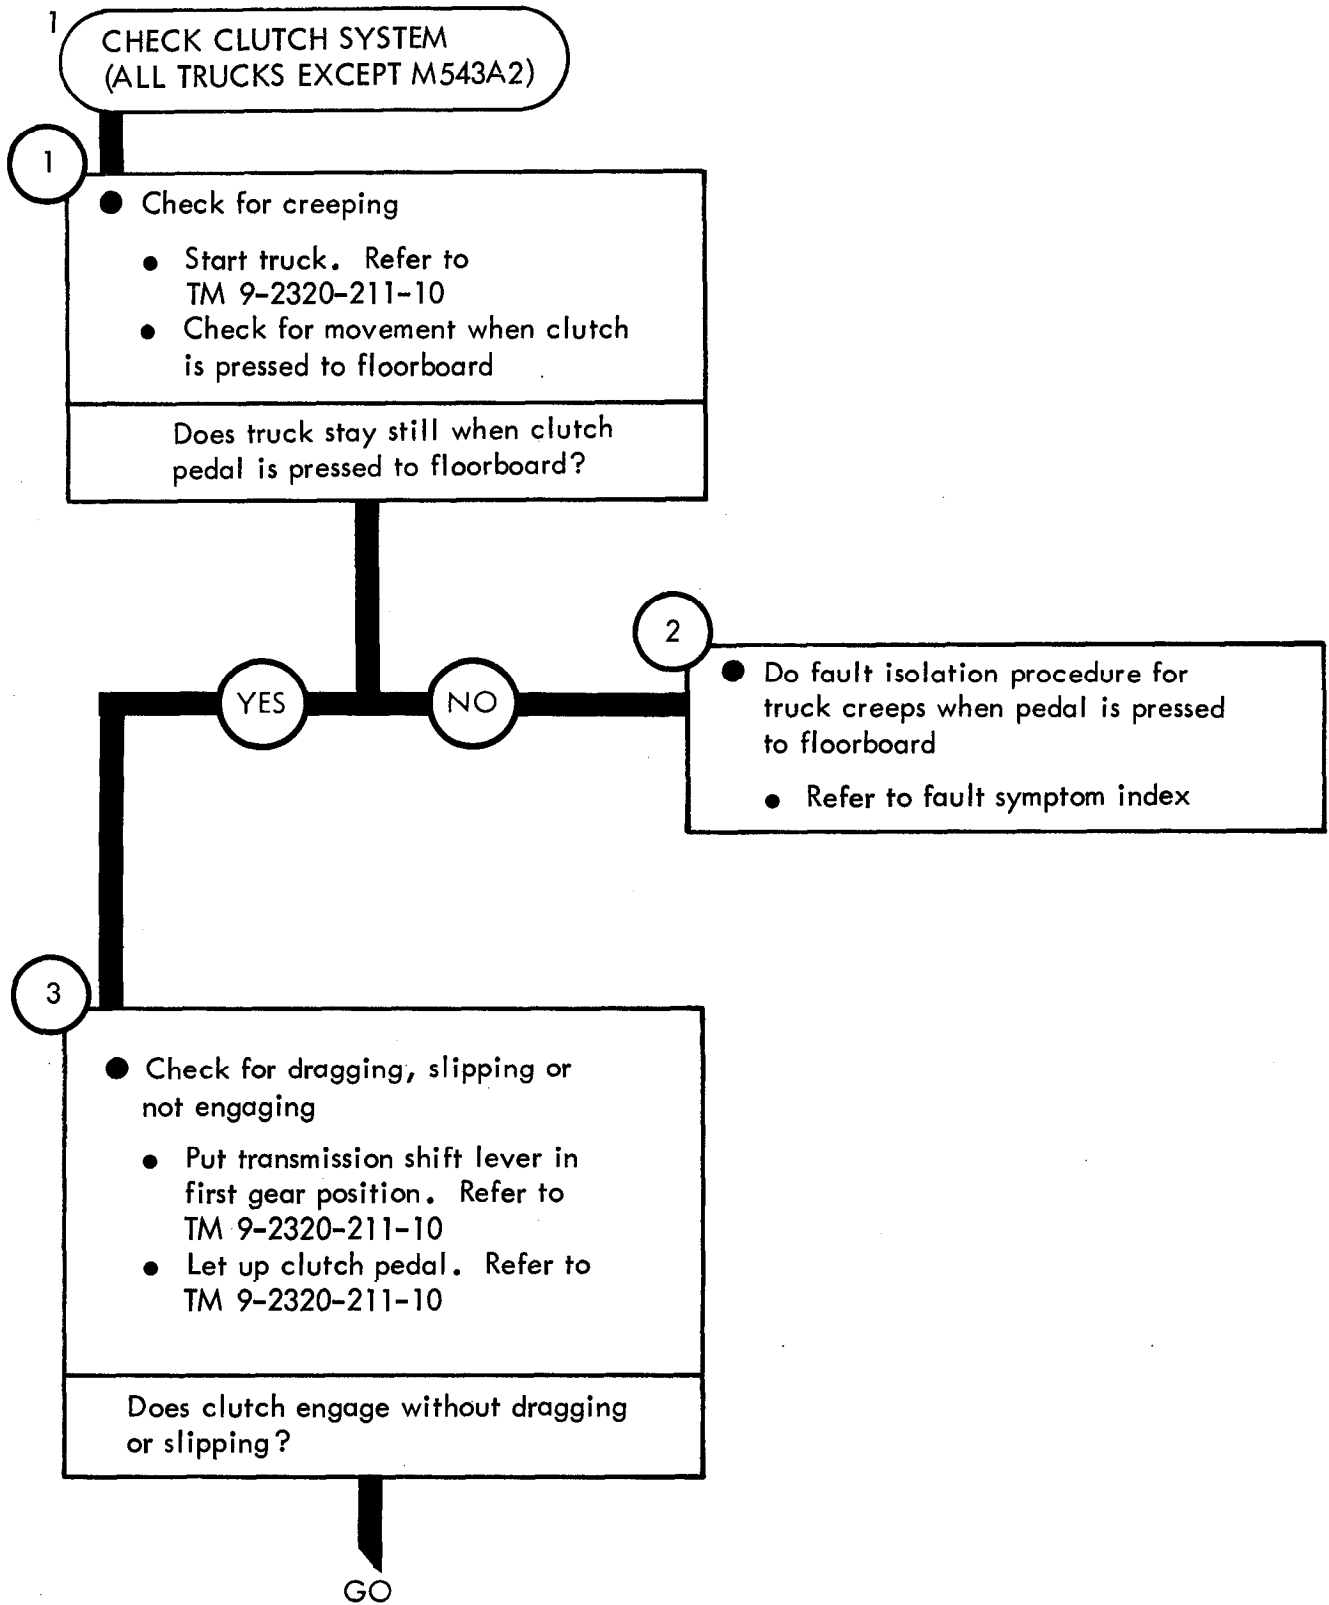 1
CHECK CLUTCH SYSTEM
(ALL TRUCKS EXCEPT M543A2)
1
● Check for creeping
● Start truck. Refer to
TM 9-2320-211-10
● Check for movement when clutch
is pressed to floorboard
Does truck stay still when clutch
pedal is pressed to floorboard?
YES
NO
2
● Do fault isolation procedure for
truck creeps when pedal is pressed
to floorboard
● Refer to fault symptom index
3
● Check for dragging, slipping or
not engaging
● Put transmission shift lever in
first gear position. Refer to
TM 9-2320-211-10
● Let up clutch pedal. Refer to
TM 9-2320-211-10
Does clutch engage without dragging
or slipping?
GO